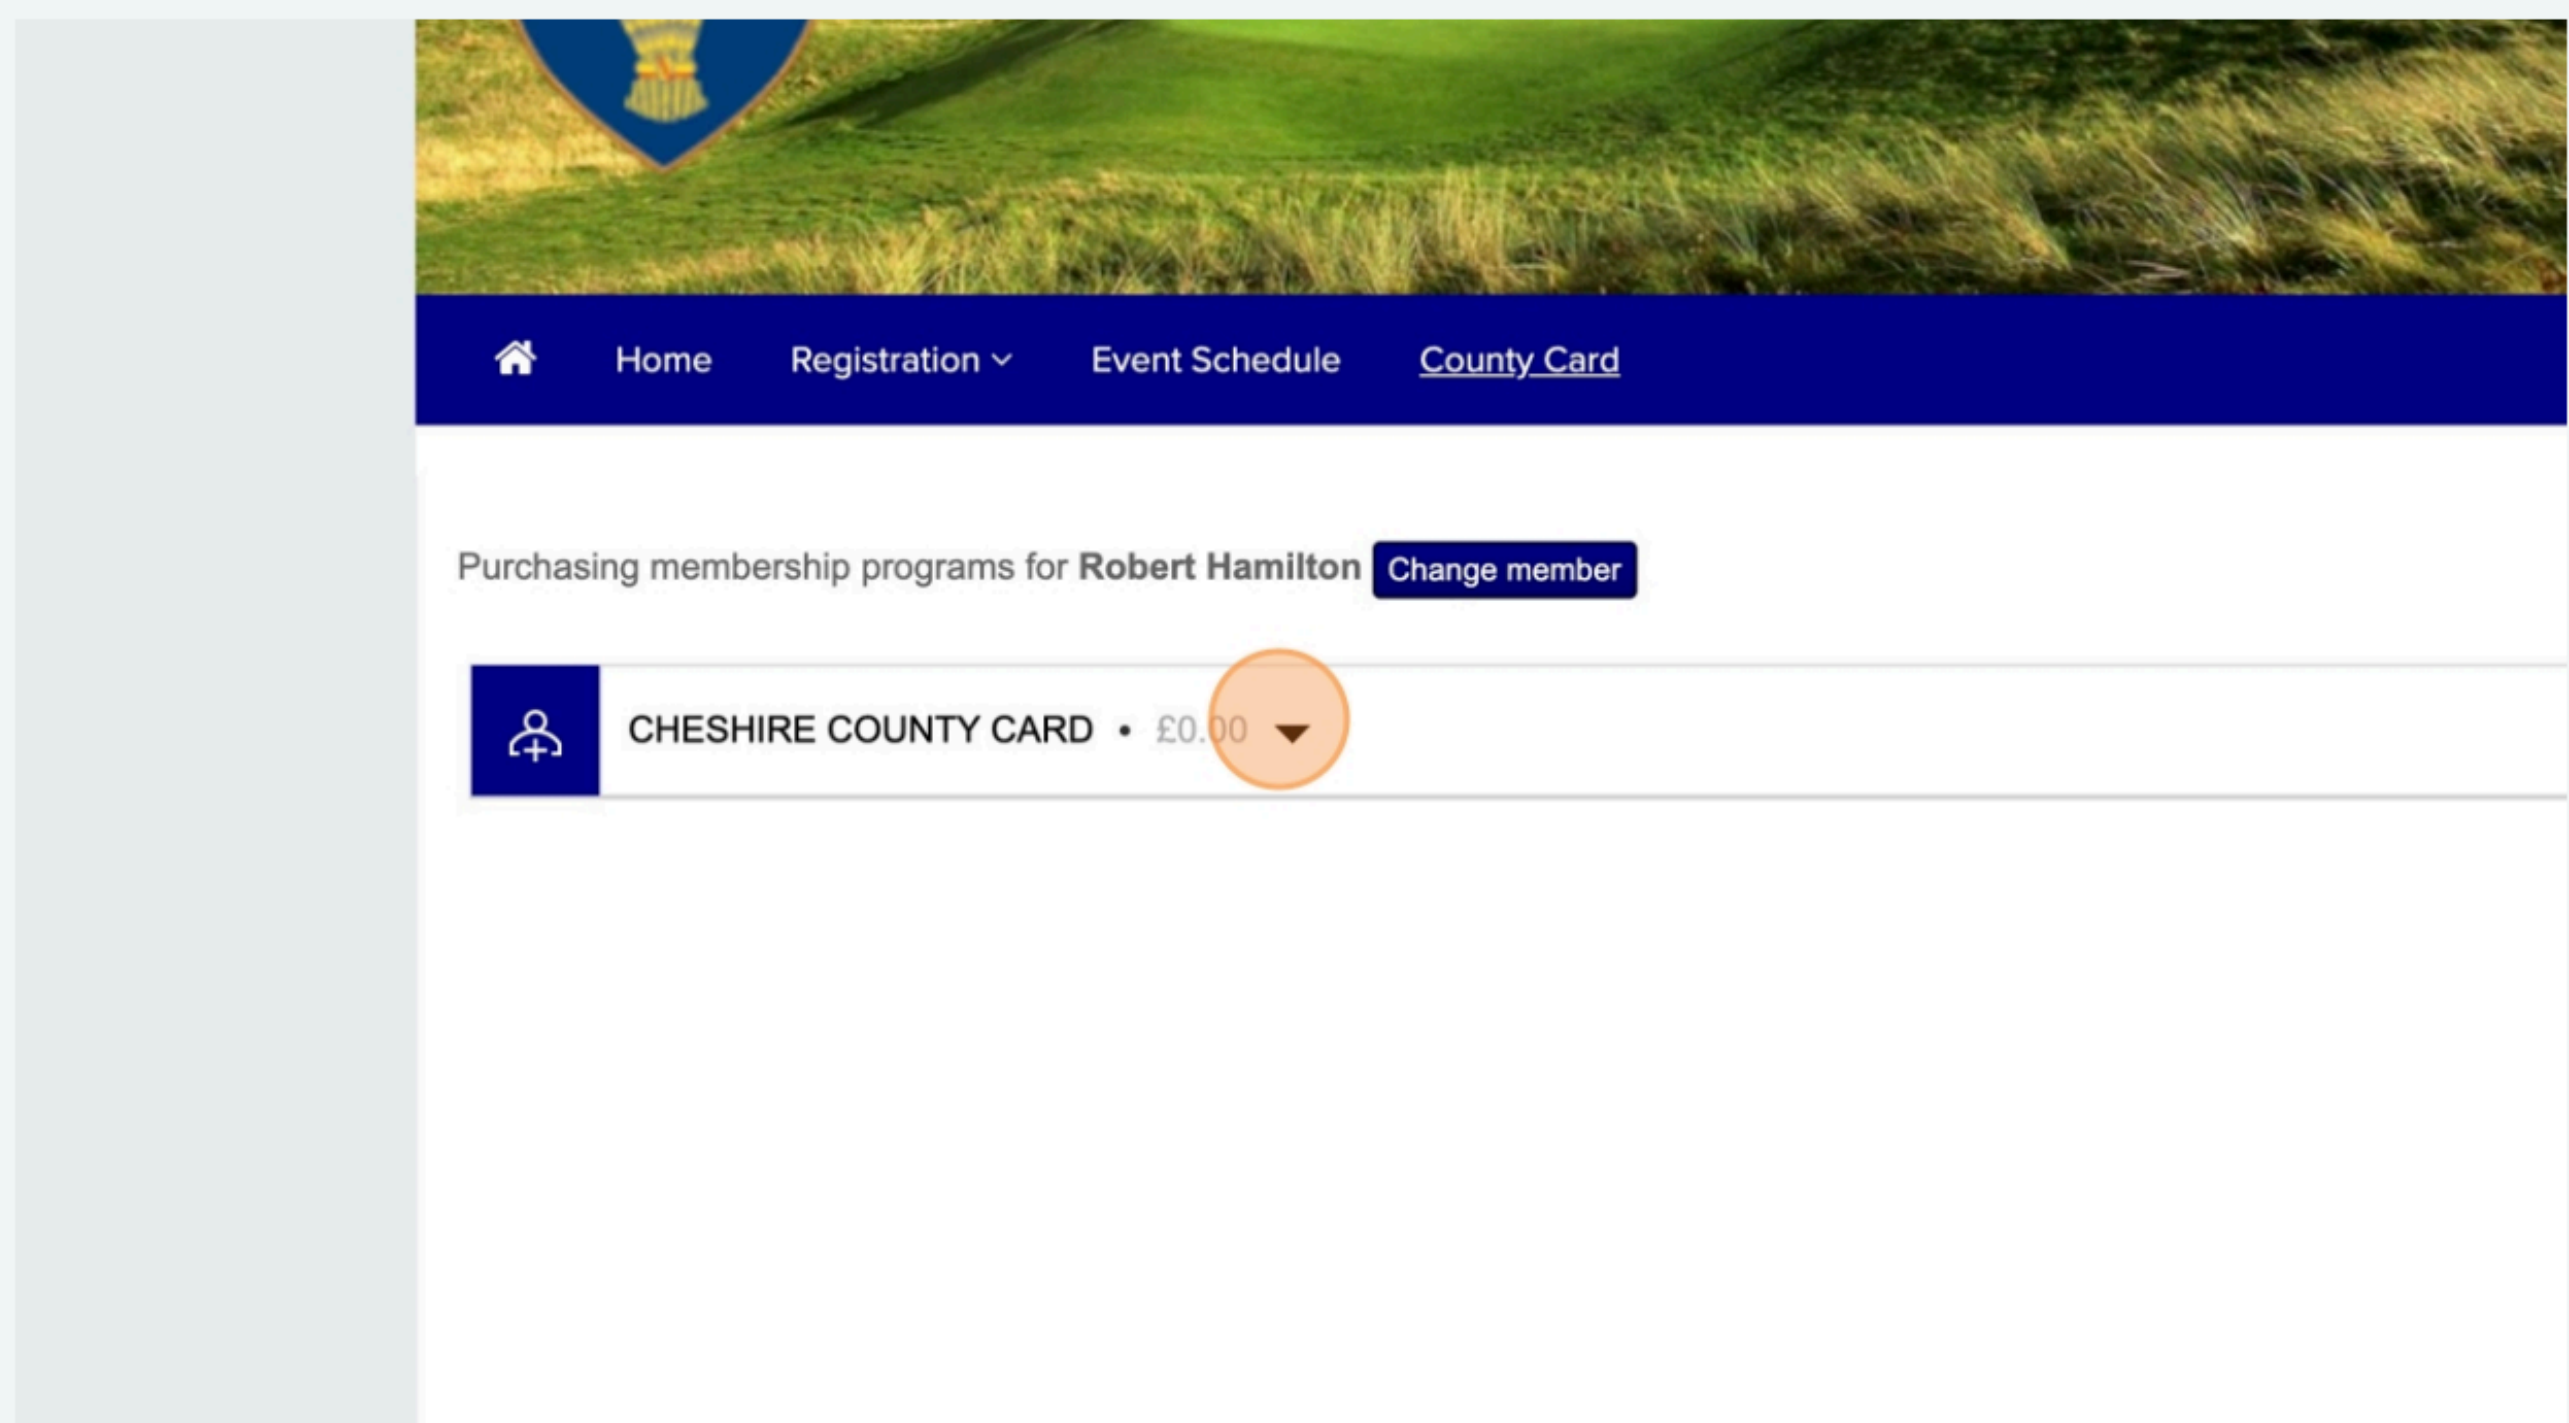 Home Registration Event Schedule County Card
Purchasing membership programs for Robert Hamilton Change member
CHESHIRE COUNTY CARD • £0.00